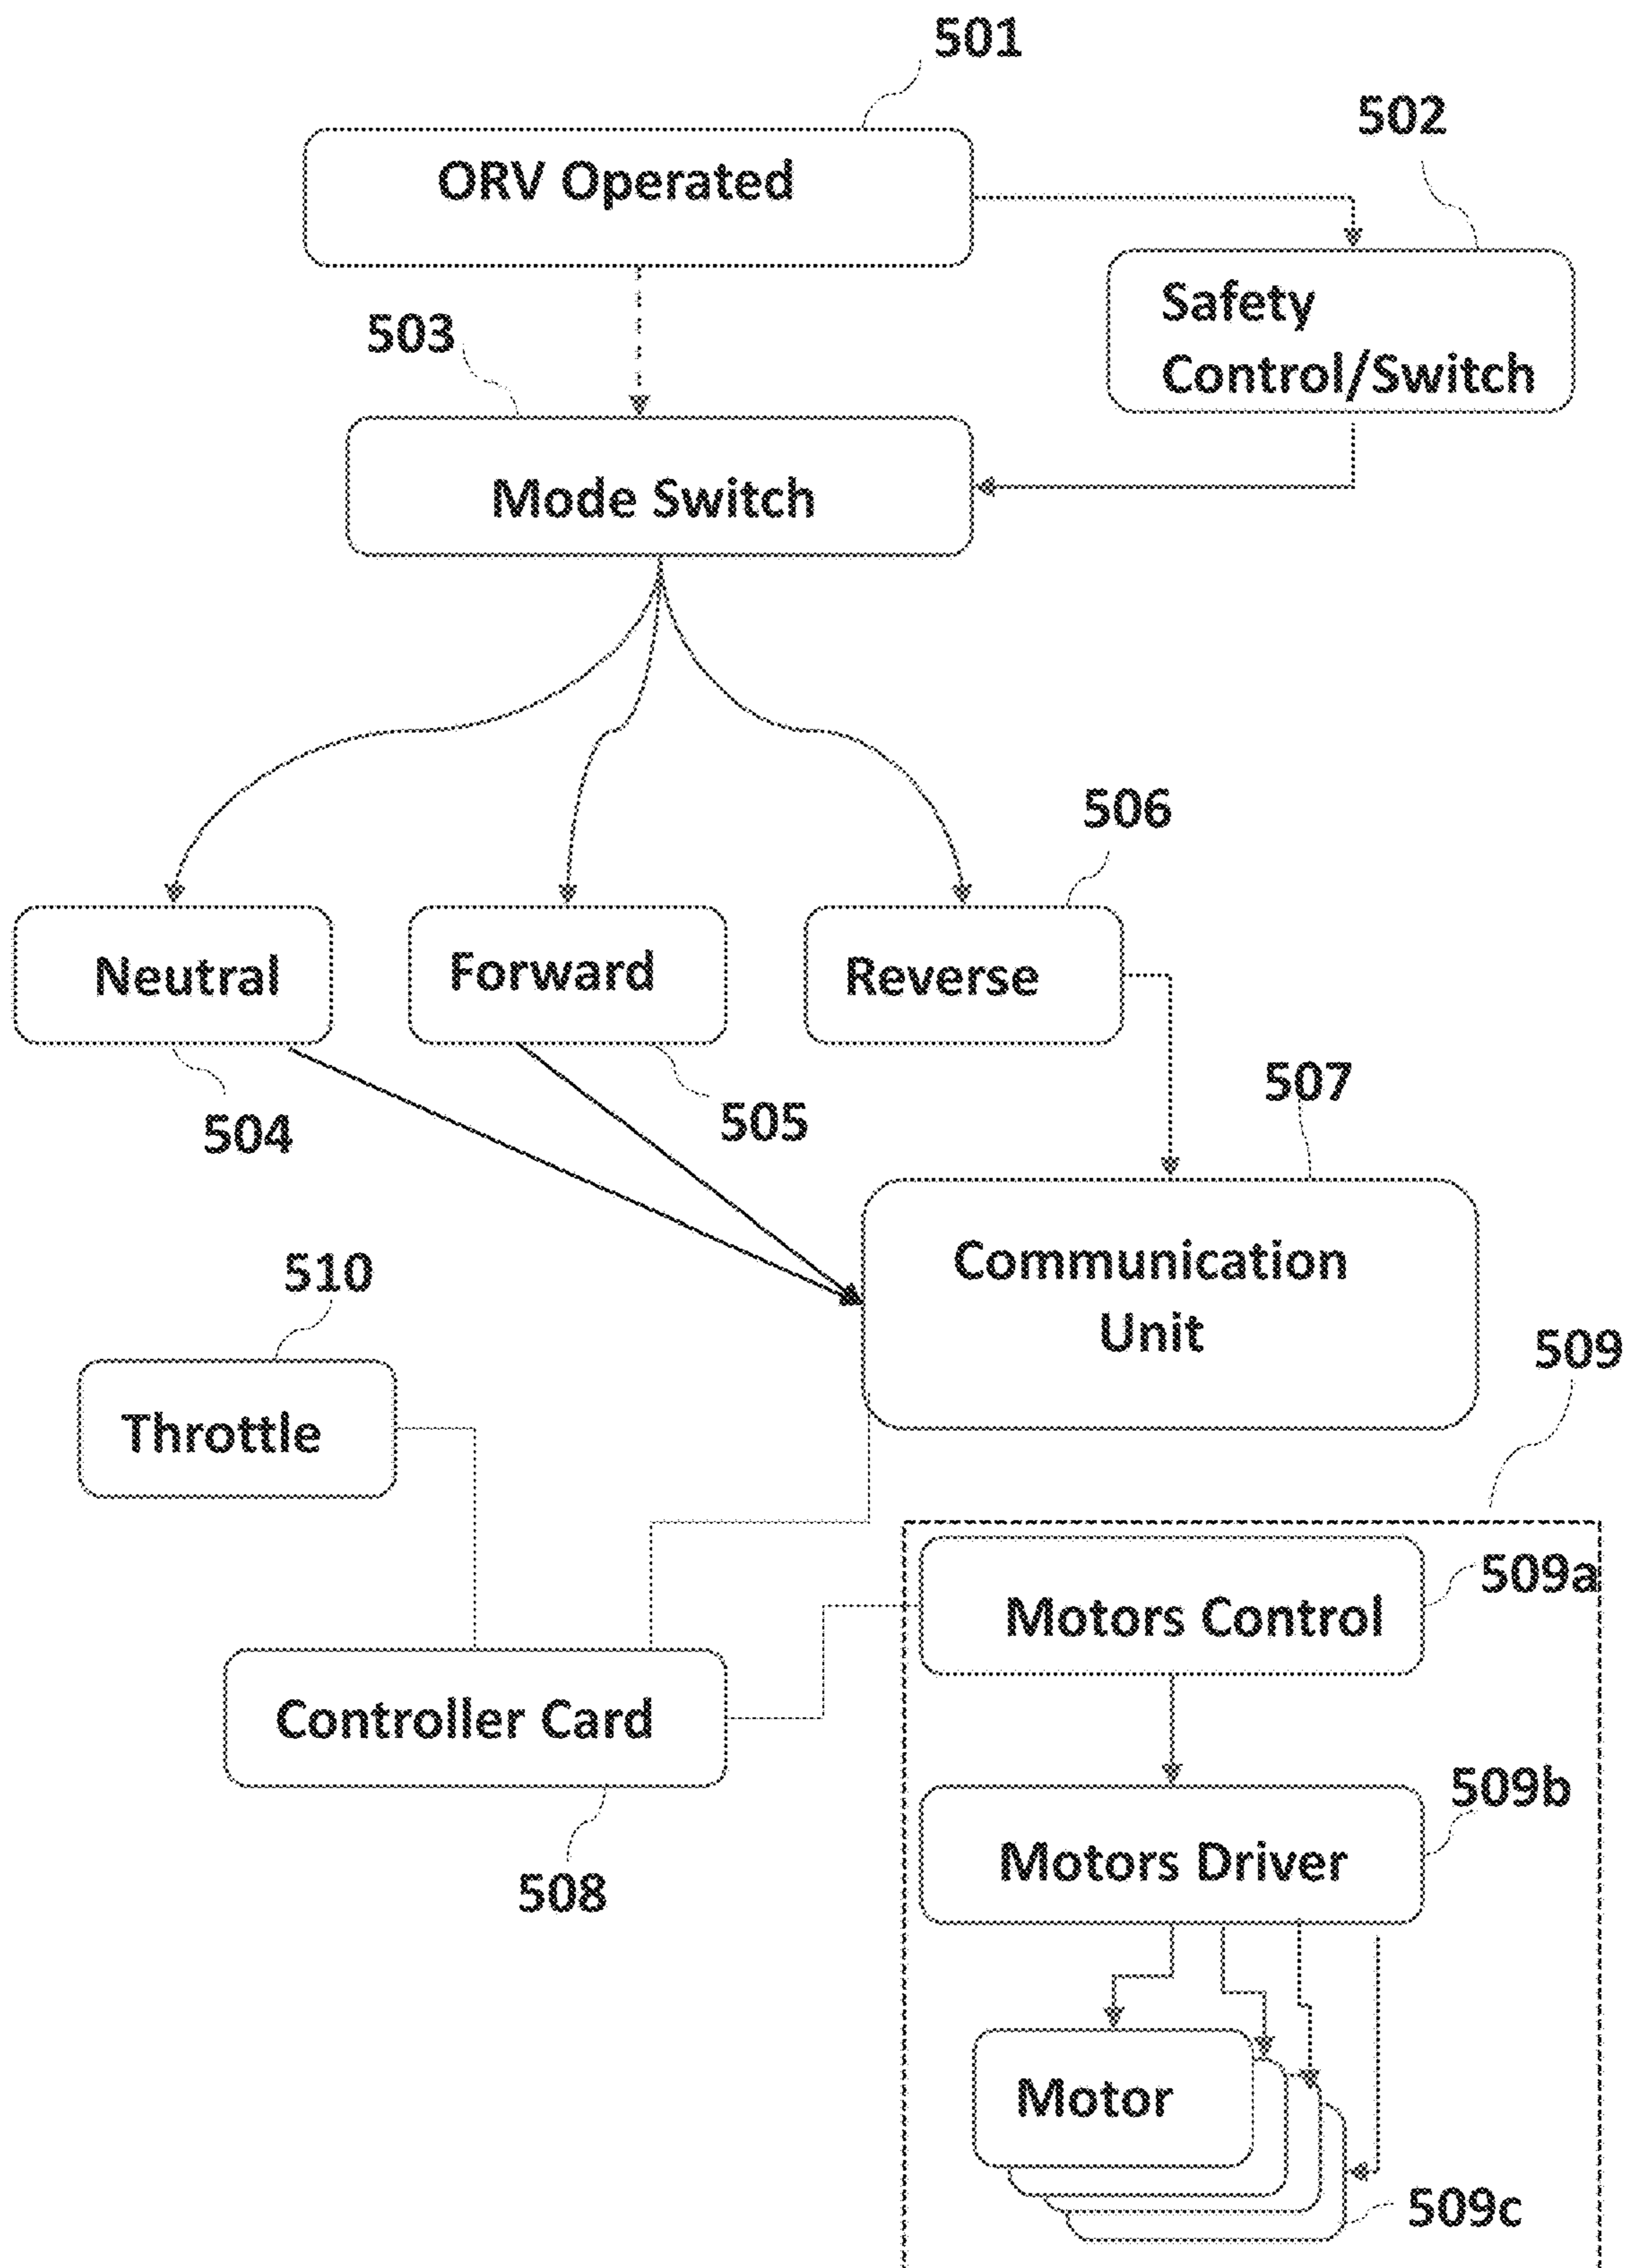 501
502
ORV Operated
503
Safety
Control/Switch
Mode Switch
506
Neutral
Forward
Reverse
504
505
507
Communication
Unit
510
Throttle
509
509a
Motors Control
Controller Card
508
509b
Motors Driver
Motor
509c